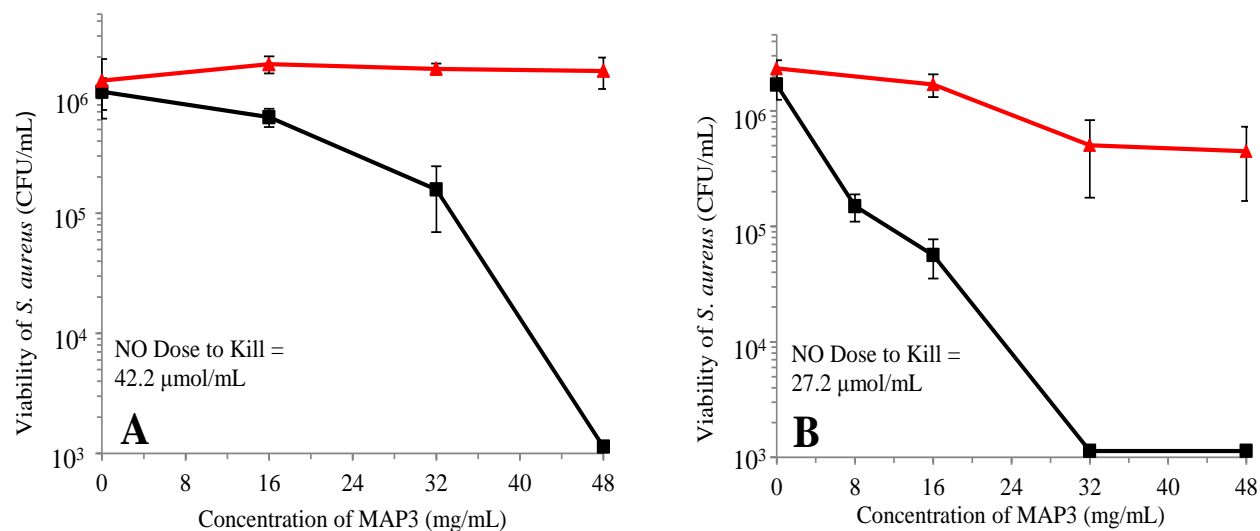 Viability of S. aureus (CFU/mL)
10⁶
10⁵
10⁴
10³
NO Dose to Kill =
42.2 μmol/mL
A
0 8 16 24 32 40 48
Concentration of MAP3 (mg/mL)
Viability of S. aureus (CFU/mL)
10⁶
10⁵
10⁴
10³
NO Dose to Kill =
27.2 μmol/mL
B
0 8 16 24 32 40 48
Concentration of MAP3 (mg/mL)